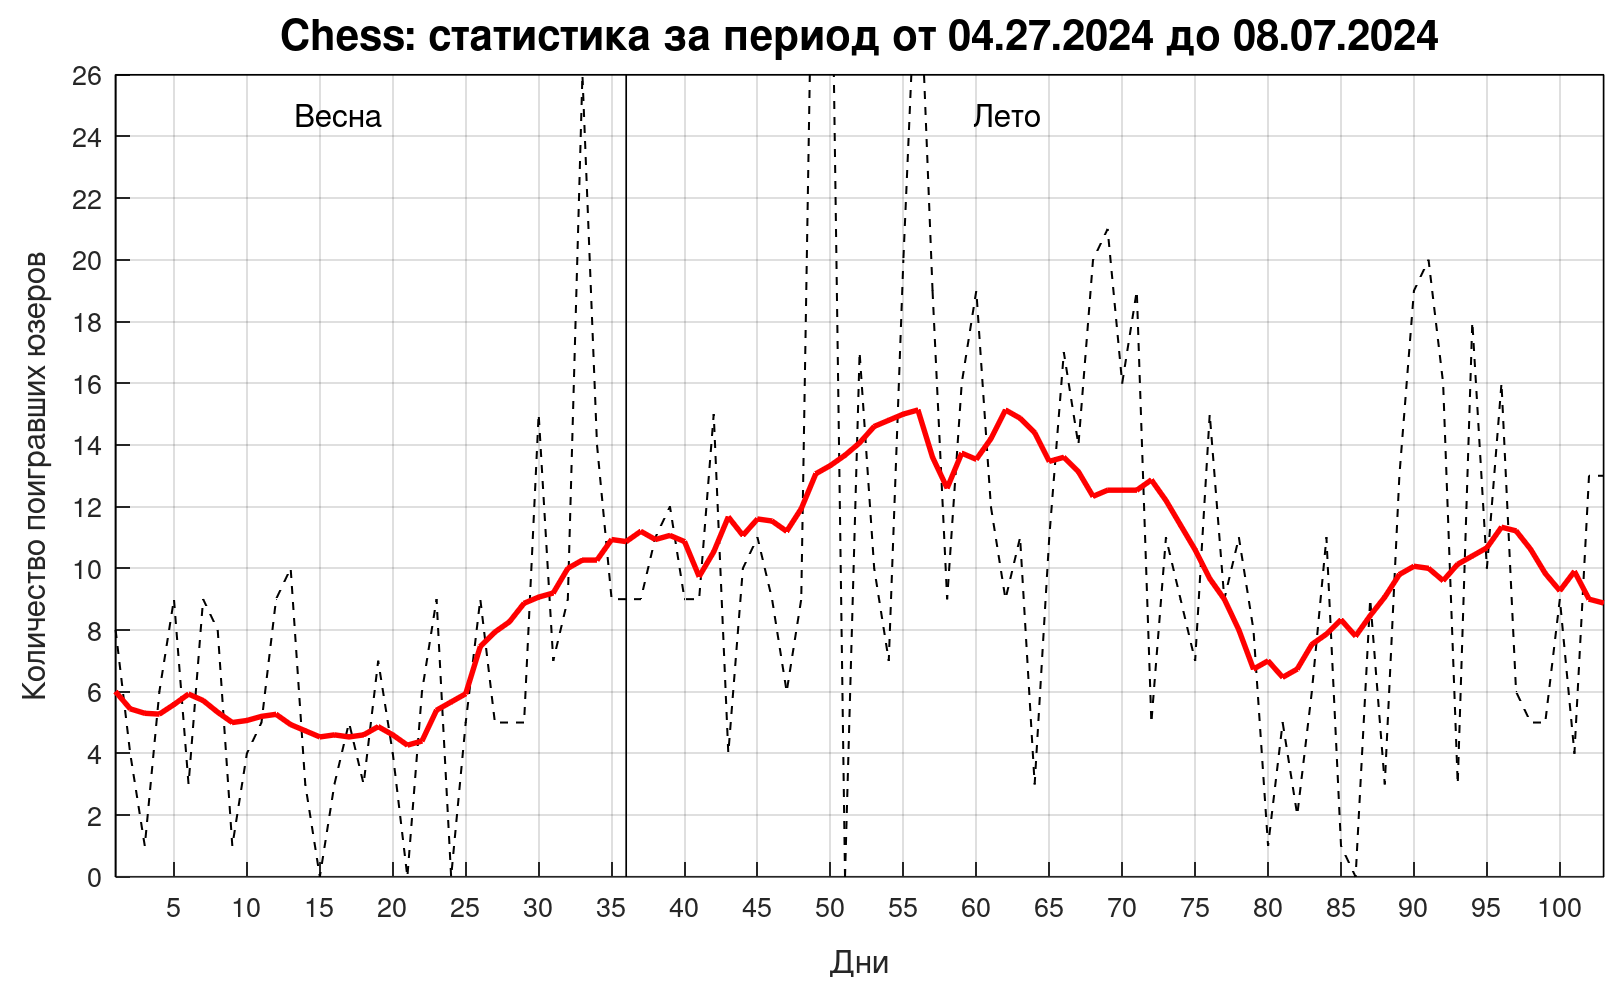 Chess: статистика за период от 04.27.2024 до 08.07.2024
26
24
22
20
18
16
14
12
10
8
6
4
2
0
Весна
Лето
Количество поигравших юзеров
5 10 15 20 25 30 35 40 45 50 55 60 65 70 75 80 85 90 95 100
Дни